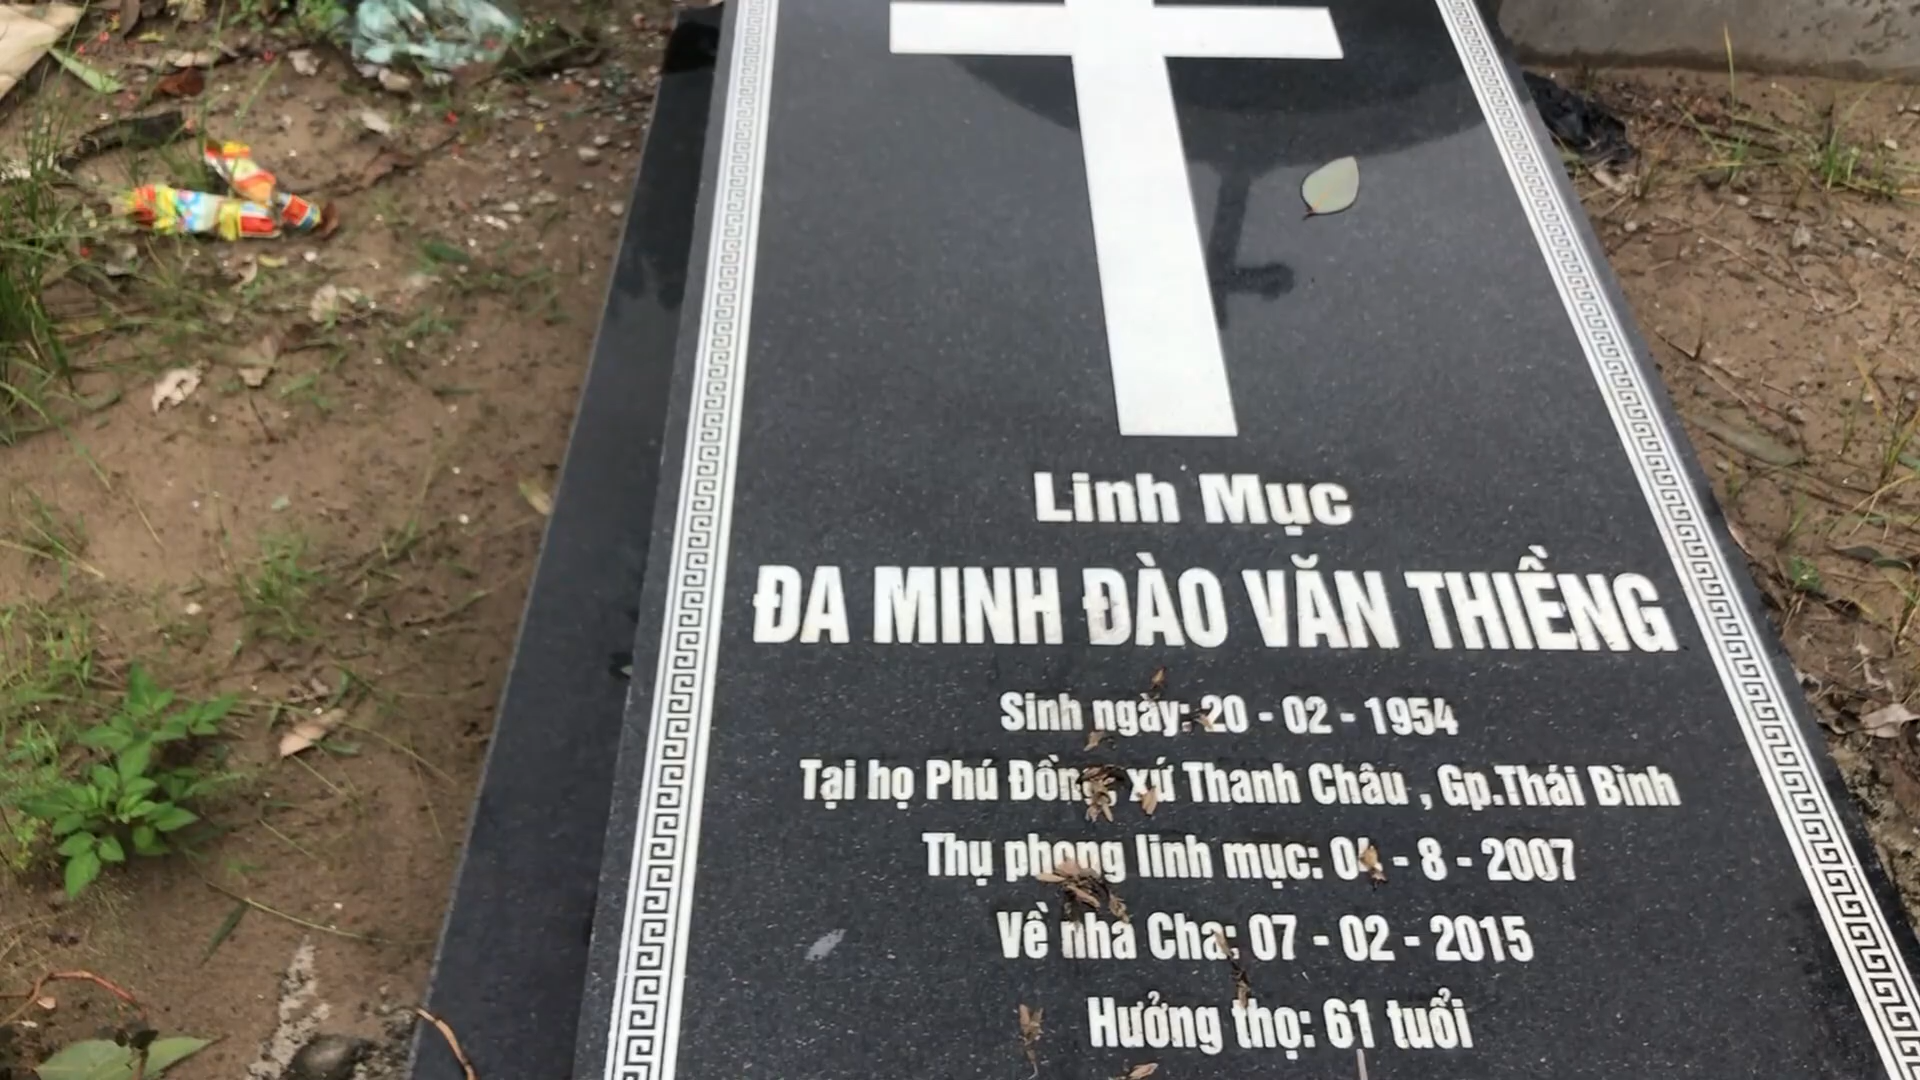 Linh Mục
ĐA MINH ĐÀO VĂN THIỀNG
Sinh ngày: 20 - 02 - 1954
Tại họ Phú Đồng, xứ Thanh Châu , Gp.Thái Bình
Thụ phong linh mục: 04 - 8 - 2007
Về nhà Cha: 07 - 02 - 2015
Hưởng thọ: 61 tuổi